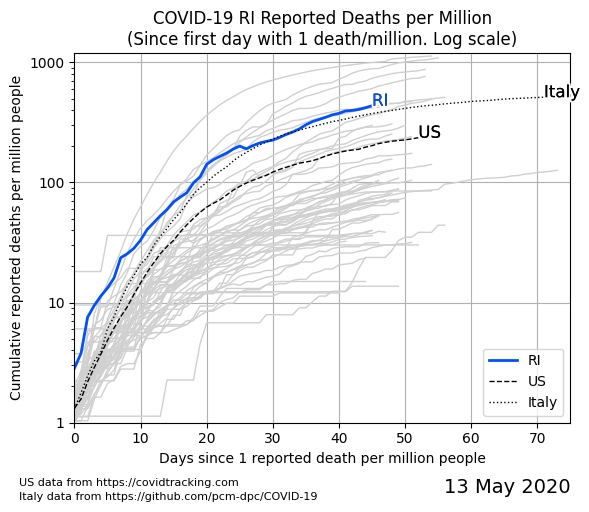 COVID-19 RI Reported Deaths per Million
(Since first day with 1 death/million. Log scale)
Cumulative reported deaths per million people
1000
100
10
1
RI
US
Italy
RI
US
Italy
0 10 20 30 40 50 60 70
Days since 1 reported death per million people
US data from https://covidtracking.com
Italy data from https://github.com/pcm-dpc/COVID-19
13 May 2020